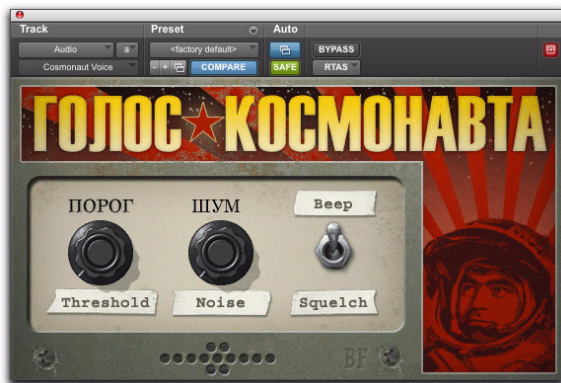 Track Preset Auto
Audio a <factory default> BYPASS
Cosmonaut Voice - + COMPARE SAFE RTAS
ГОЛОС КОСМОНАВТА
ПОРОГ ШУМ Beep
Threshold Noise Squelch
BF